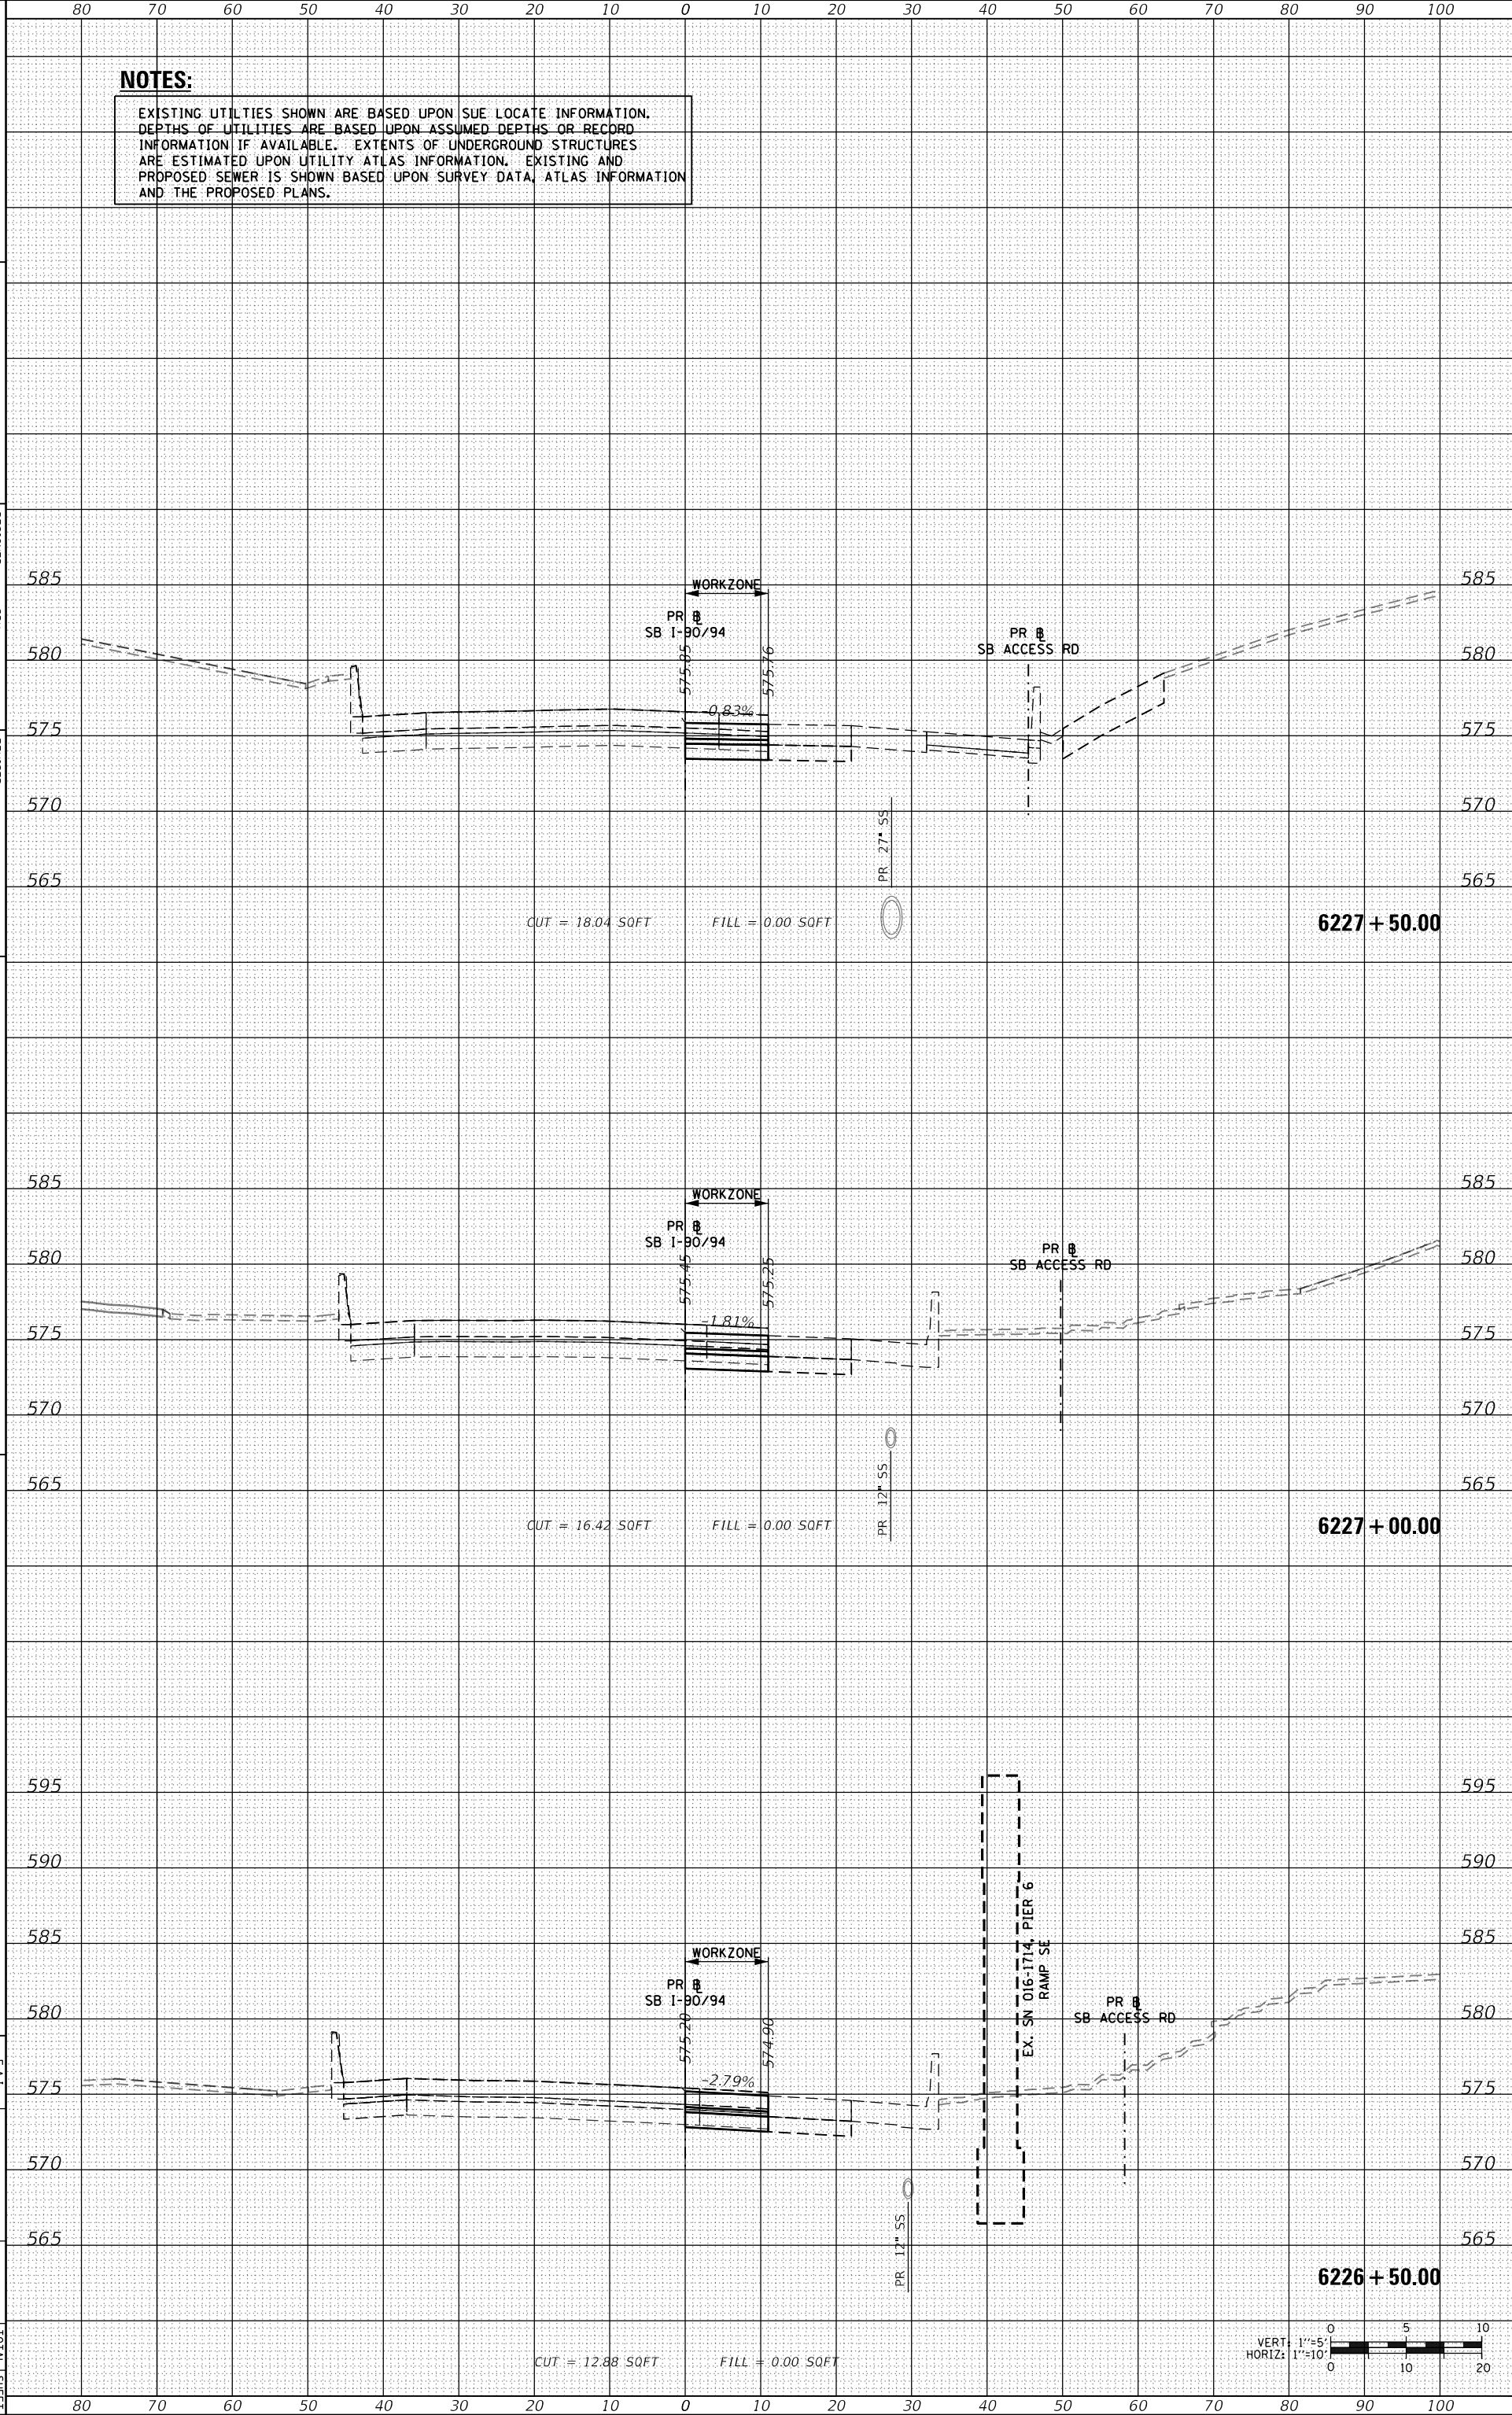 80 70 60 50 40 30 20 10 0 10 20 30 40 50 60 70 80 90 100
NOTES:
EXISTING UTILTIES SHOWN ARE BASED UPON SUE LOCATE INFORMATION.
DEPTHS OF UTILITIES ARE BASED UPON ASSUMED DEPTHS OR RECORD
INFORMATION IF AVAILABLE. EXTENTS OF UNDERGROUND STRUCTURES
ARE ESTIMATED UPON UTILITY ATLAS INFORMATION. EXISTING AND
PROPOSED SEWER IS SHOWN BASED UPON SURVEY DATA, ATLAS INFORMATION
AND THE PROPOSED PLANS.
585 585
WORKZONE
PR BL
SB I-90/94
PR BL
SB ACCESS RD
580 580
575.85
575.76
-0.83%
575 575
570 570
PR 27" SS
565 565
CUT = 18.04 SQFT FILL = 0.00 SQFT
6227+50.00
585 585
WORKZONE
PR BL
SB I-90/94
PR BL
SB ACCESS RD
580 580
575.45
575.25
-1.81%
575 575
570 570
565 565
PR 12" SS
CUT = 16.42 SQFT FILL = 0.00 SQFT
6227+00.00
595 595
590 590
EX. SN 016-1714, PIER 6
RAMP SE
585 585
WORKZONE
PR BL
SB I-90/94
PR BL
SB ACCESS RD
580 580
575.20
574.90
-2.79%
575 575
570 570
PR 12" SS
565 565
6226+50.00
0 5 10
VERT: 1''=5'
HORIZ: 1''=10'
0 10 20
CUT = 12.88 SQFT FILL = 0.00 SQFT
80 70 60 50 40 30 20 10 0 10 20 30 40 50 60 70 80 90 100